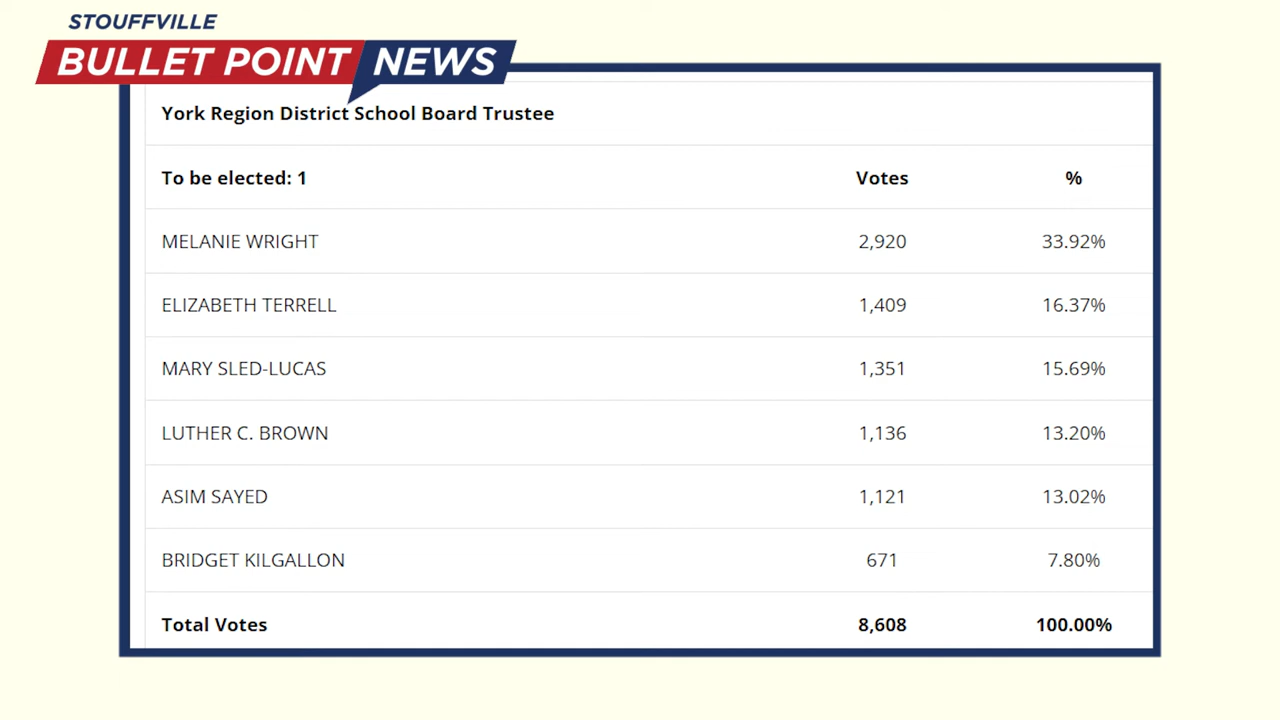 STOUFFVILLE
BULLET POINT NEWS
York Region District School Board Trustee
To be elected: 1 Votes %
MELANIE WRIGHT 2,920 33.92%
ELIZABETH TERRELL 1,409 16.37%
MARY SLED-LUCAS 1,351 15.69%
LUTHER C. BROWN 1,136 13.20%
ASIM SAYED 1,121 13.02%
BRIDGET KILGALLON 671 7.80%
Total Votes 8,608 100.00%